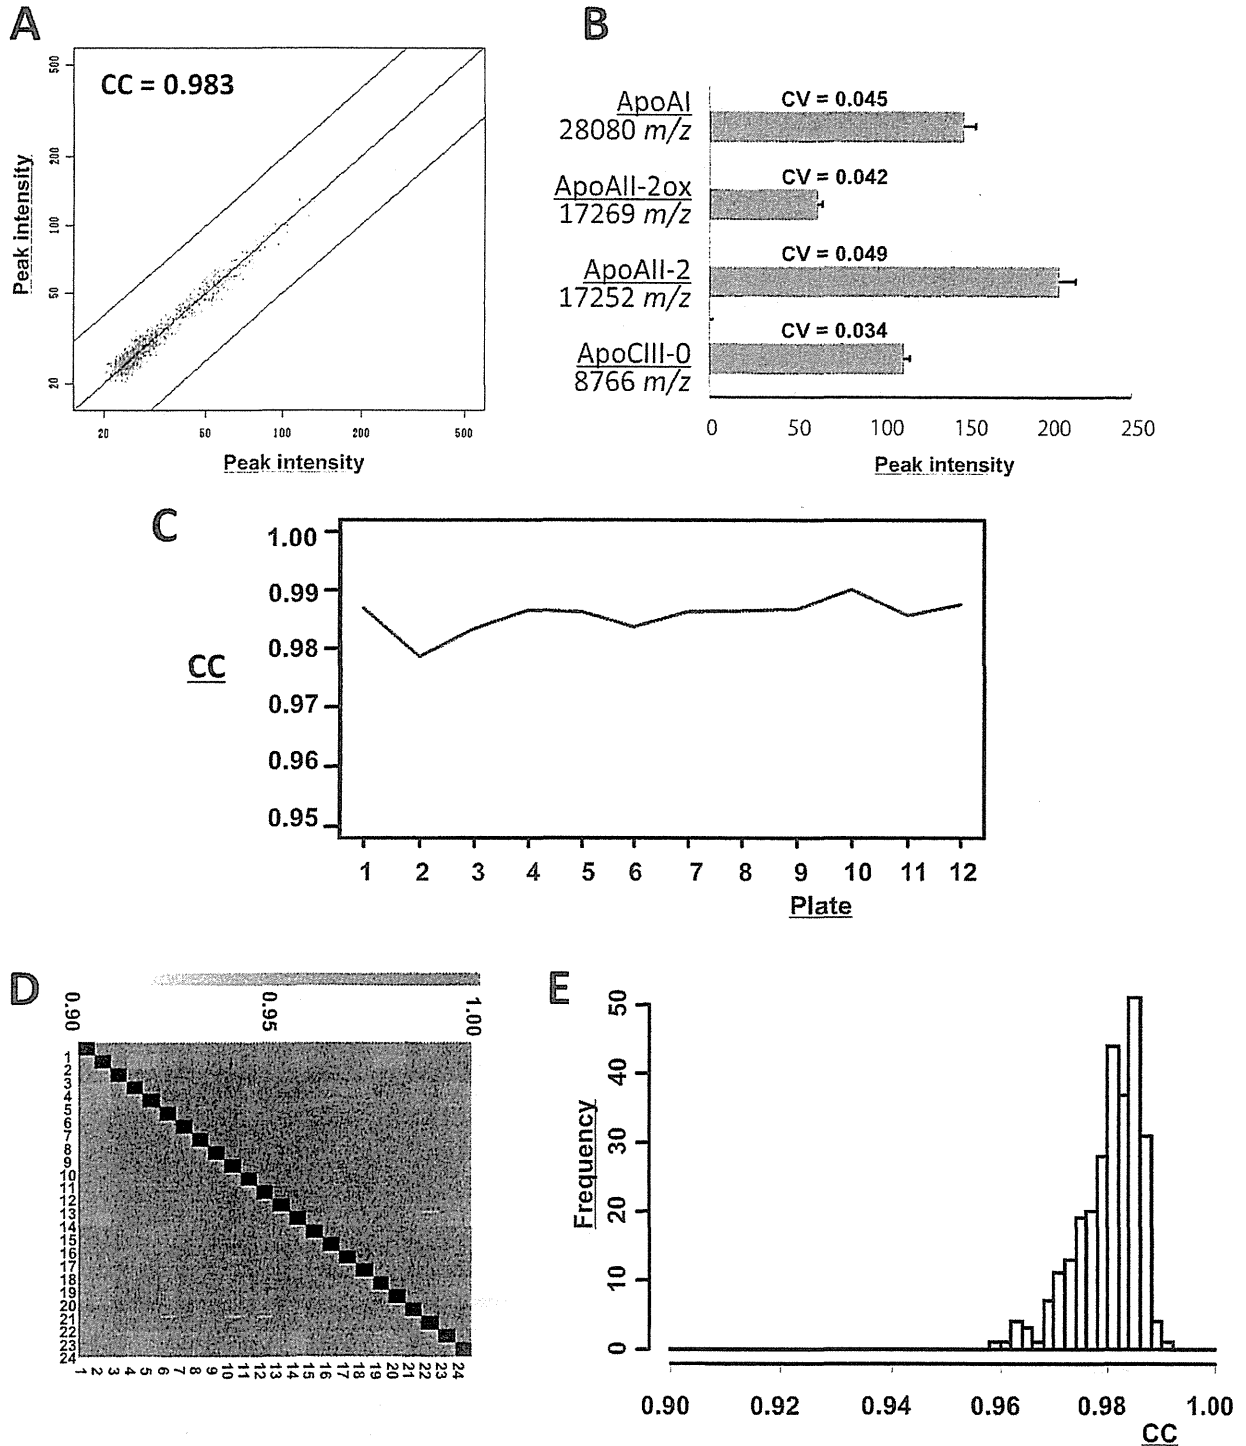 A
CC = 0.983
500
200
100
50
20
Peak intensity
20 50 100 200 500
Peak intensity
B
ApoAI
28080 m/z
CV = 0.045
ApoAII-2ox
17269 m/z
CV = 0.042
ApoAII-2
17252 m/z
CV = 0.049
ApoCIII-0
8766 m/z
CV = 0.034
0 50 100 150 200 250
Peak intensity
C
1.00
0.99
0.98
0.97
0.96
0.95
CC
1 2 3 4 5 6 7 8 9 10 11 12
Plate
D
0.90 0.95 1.00
1
2
3
4
5
6
7
8
9
10
11
12
13
14
15
16
17
18
19
20
21
22
23
24
1 2 3 4 5 6 7 8 9 10 11 12 13 14 15 16 17 18 19 20 21 22 23 24
E
50
40
30
20
10
0
Frequency
0.90 0.92 0.94 0.96 0.98 1.00
CC